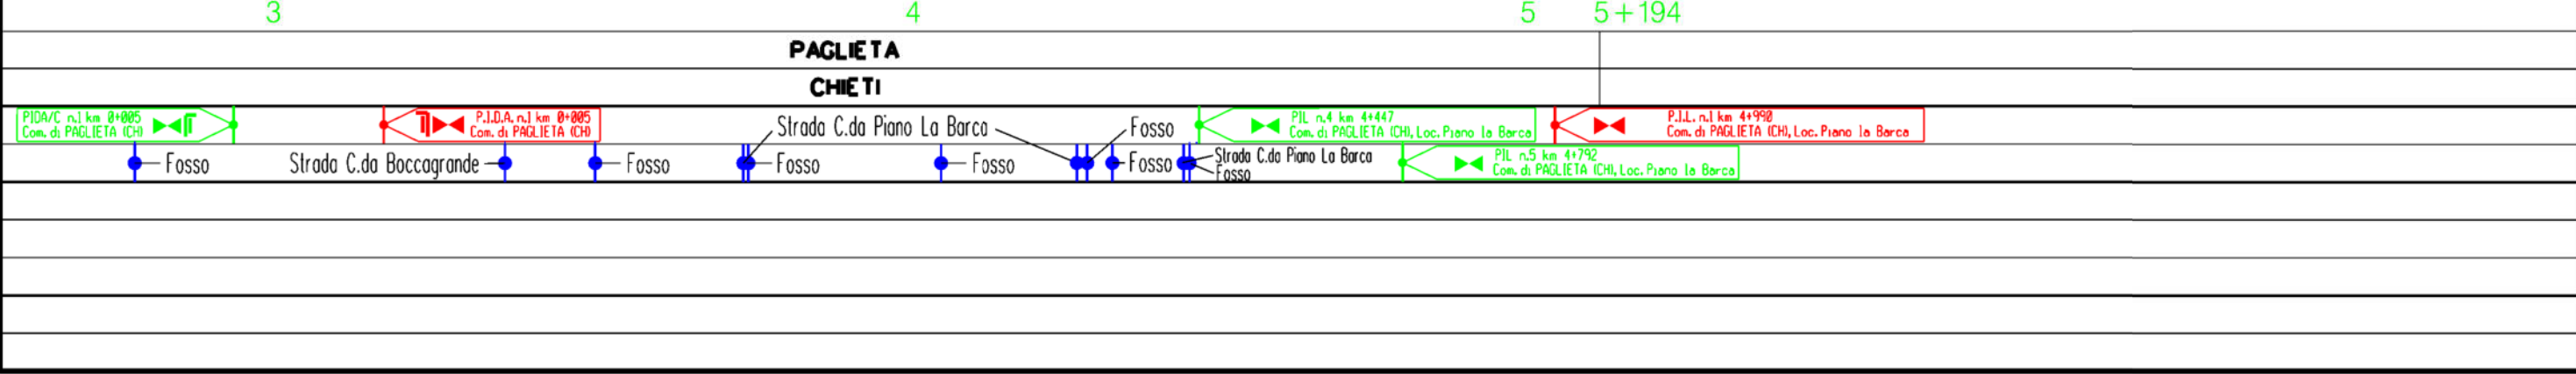 3 4 5 5+194
PAGLIETA
CHIETI
PIDA/C n.1 km 0+005
Com. di PAGLIETA (CH)
P.I.D.A. n.1 km 0+005
Com. di PAGLIETA (CH)
Strada C.da Piano La Barca
Fosso
PIL n.4 km 4+447
Com. di PAGLIETA (CH), Loc. Piano la Barca
P.I.L. n.1 km 4+990
Com. di PAGLIETA (CH), Loc. Piano la Barca
Fosso
Strada C.da Boccagrande
Fosso
Fosso
Fosso
Fosso
Strada C.da Piano La Barca
Fosso
PIL n.5 km 4+792
Com. di PAGLIETA (CH), Loc. Piano la Barca